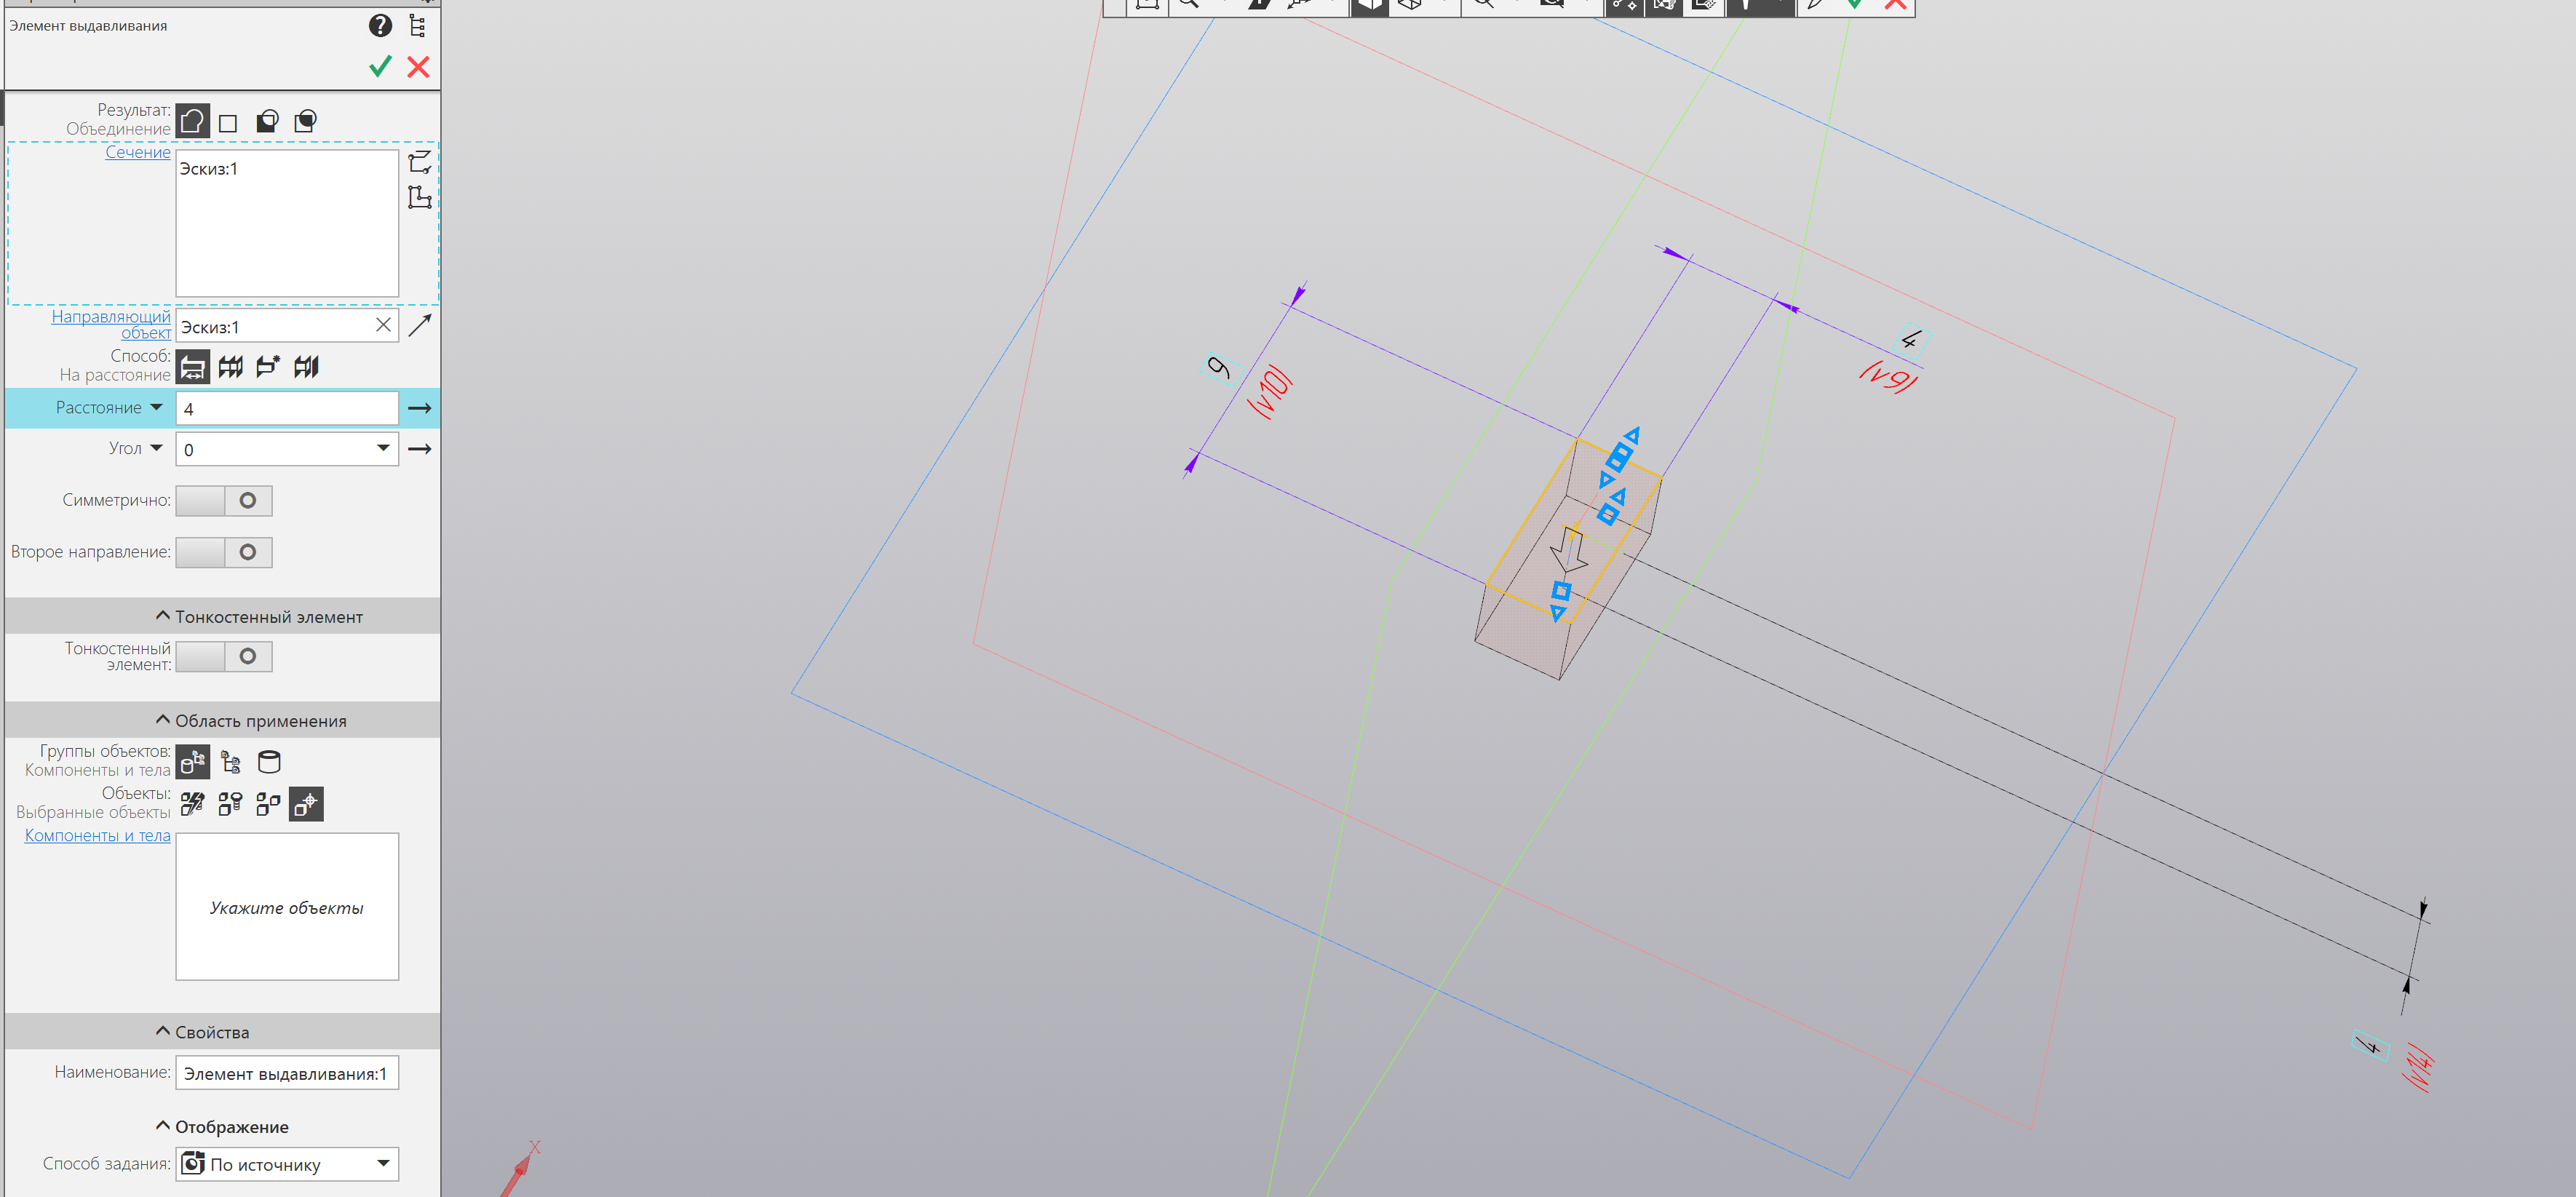 Элемент выдавливания
Результат:
Объединение
Сечение
Эскиз:1
Направляющий
объект
Эскиз:1
Способ:
На расстояние
Расстояние
4
Угол
0
Симметрично:
Второе направление:
Тонкостенный элемент
Тонкостенный
элемент:
Область применения
Группы объектов:
Компоненты и тела
Объекты:
Выбранные объекты
Компоненты и тела
Укажите объекты
Свойства
Наименование:
Элемент выдавливания:1
Отображение
Способ задания:
По источнику
9
(v10)
4
(v9)
4
X